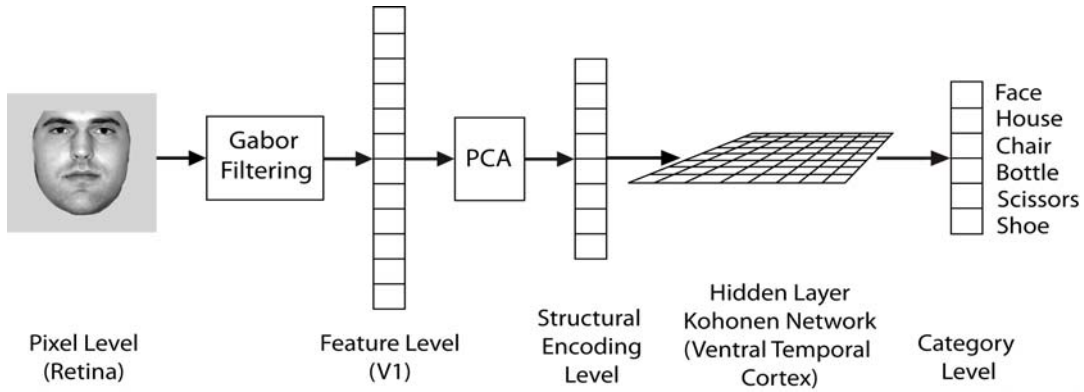 Gabor
Filtering
PCA
Face
House
Chair
Bottle
Scissors
Shoe
Pixel Level
(Retina)
Feature Level
(V1)
Structural
Encoding
Level
Hidden Layer
Kohonen Network
(Ventral Temporal
Cortex)
Category
Level